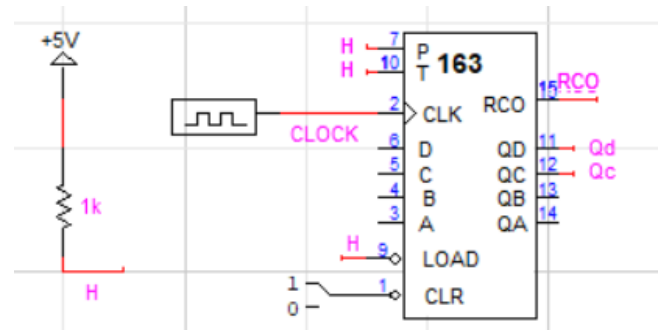 +5V
1k
H
CLOCK
H 7 P 163
H 10 T
2 CLK
RCO 15 RCO
6 D
QD 11 Qd
5 C
QC 12 Qc
4 B
QB 13
3 A
QA 14
H 9 LOAD
1
0
1 CLR